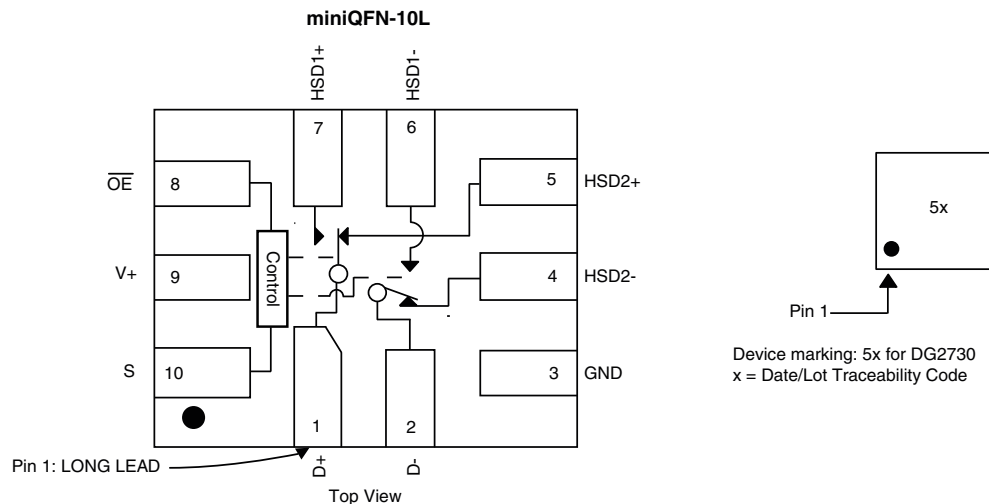 miniQFN-10L
HSD1+
HSD1-
7
6
OE
8
5
HSD2+
V+
9
Control
4
HSD2-
S
10
3
GND
1
2
Pin 1: LONG LEAD
D+
D-
Top View
5x
Pin 1
Device marking: 5x for DG2730
x = Date/Lot Traceability Code